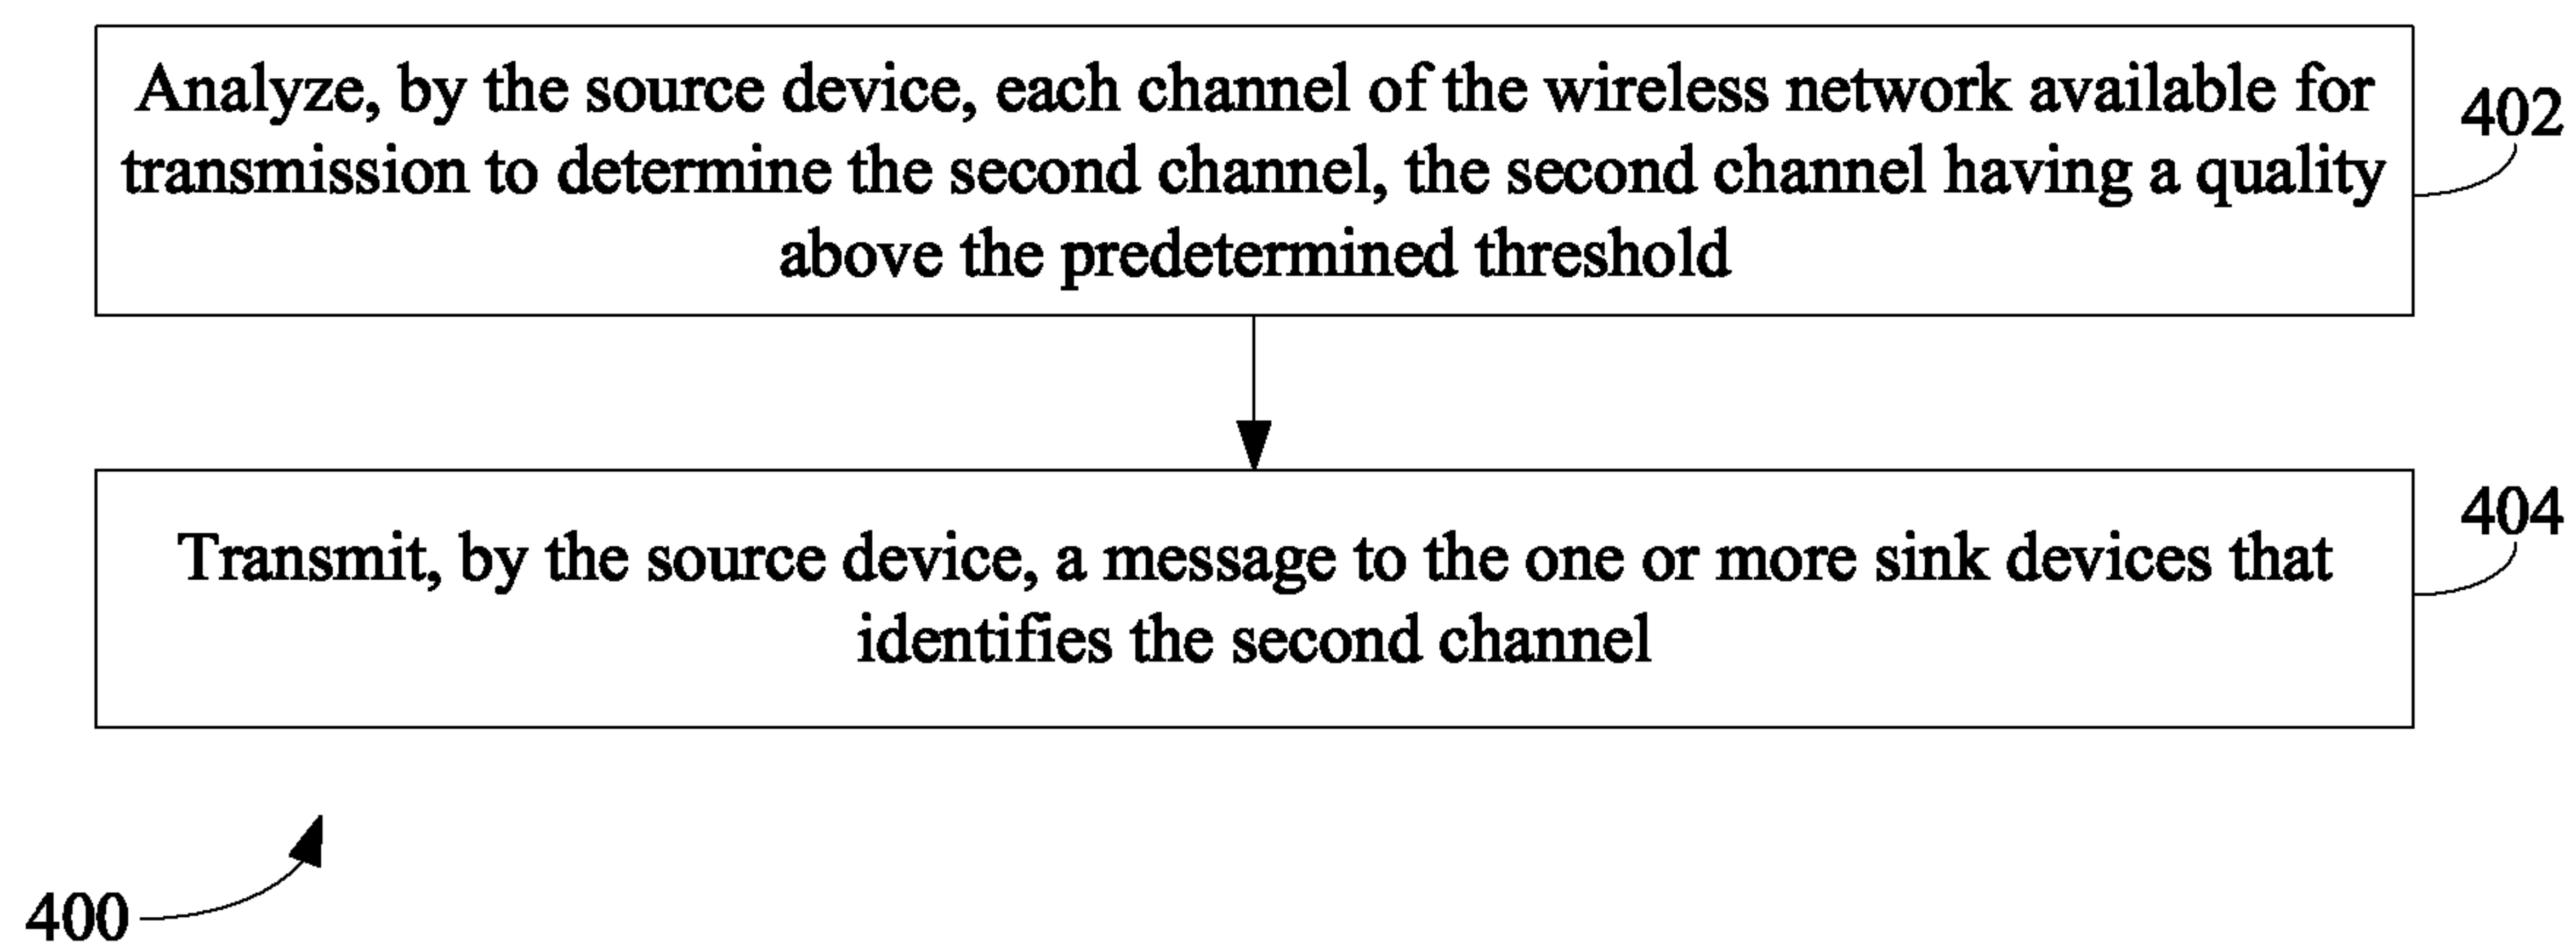 Analyze, by the source device, each channel of the wireless network available for
transmission to determine the second channel, the second channel having a quality
above the predetermined threshold
402
Transmit, by the source device, a message to the one or more sink devices that
identifies the second channel
404
400